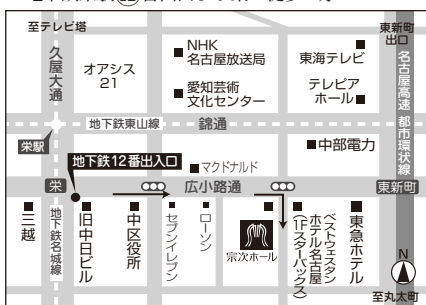 至テレビ塔
久屋大通
オアシス
21
NHK
名古屋放送局
愛知芸術
文化センター
東海テレビ
テレピア
ホール
東新町
出口
名古屋高速 都市環状線
地下鉄東山線
錦通
栄駅
地下鉄12番出入口
マクドナルド
中部電力
栄
広小路通
東新町
三越
地下鉄名城線
旧中日ビル
中区役所
セブンイレブン
ローソン
宗次ホール
ベストウェスタン
ホテル名古屋
(1Fスターバックス)
東急ホテル
N
至丸太町